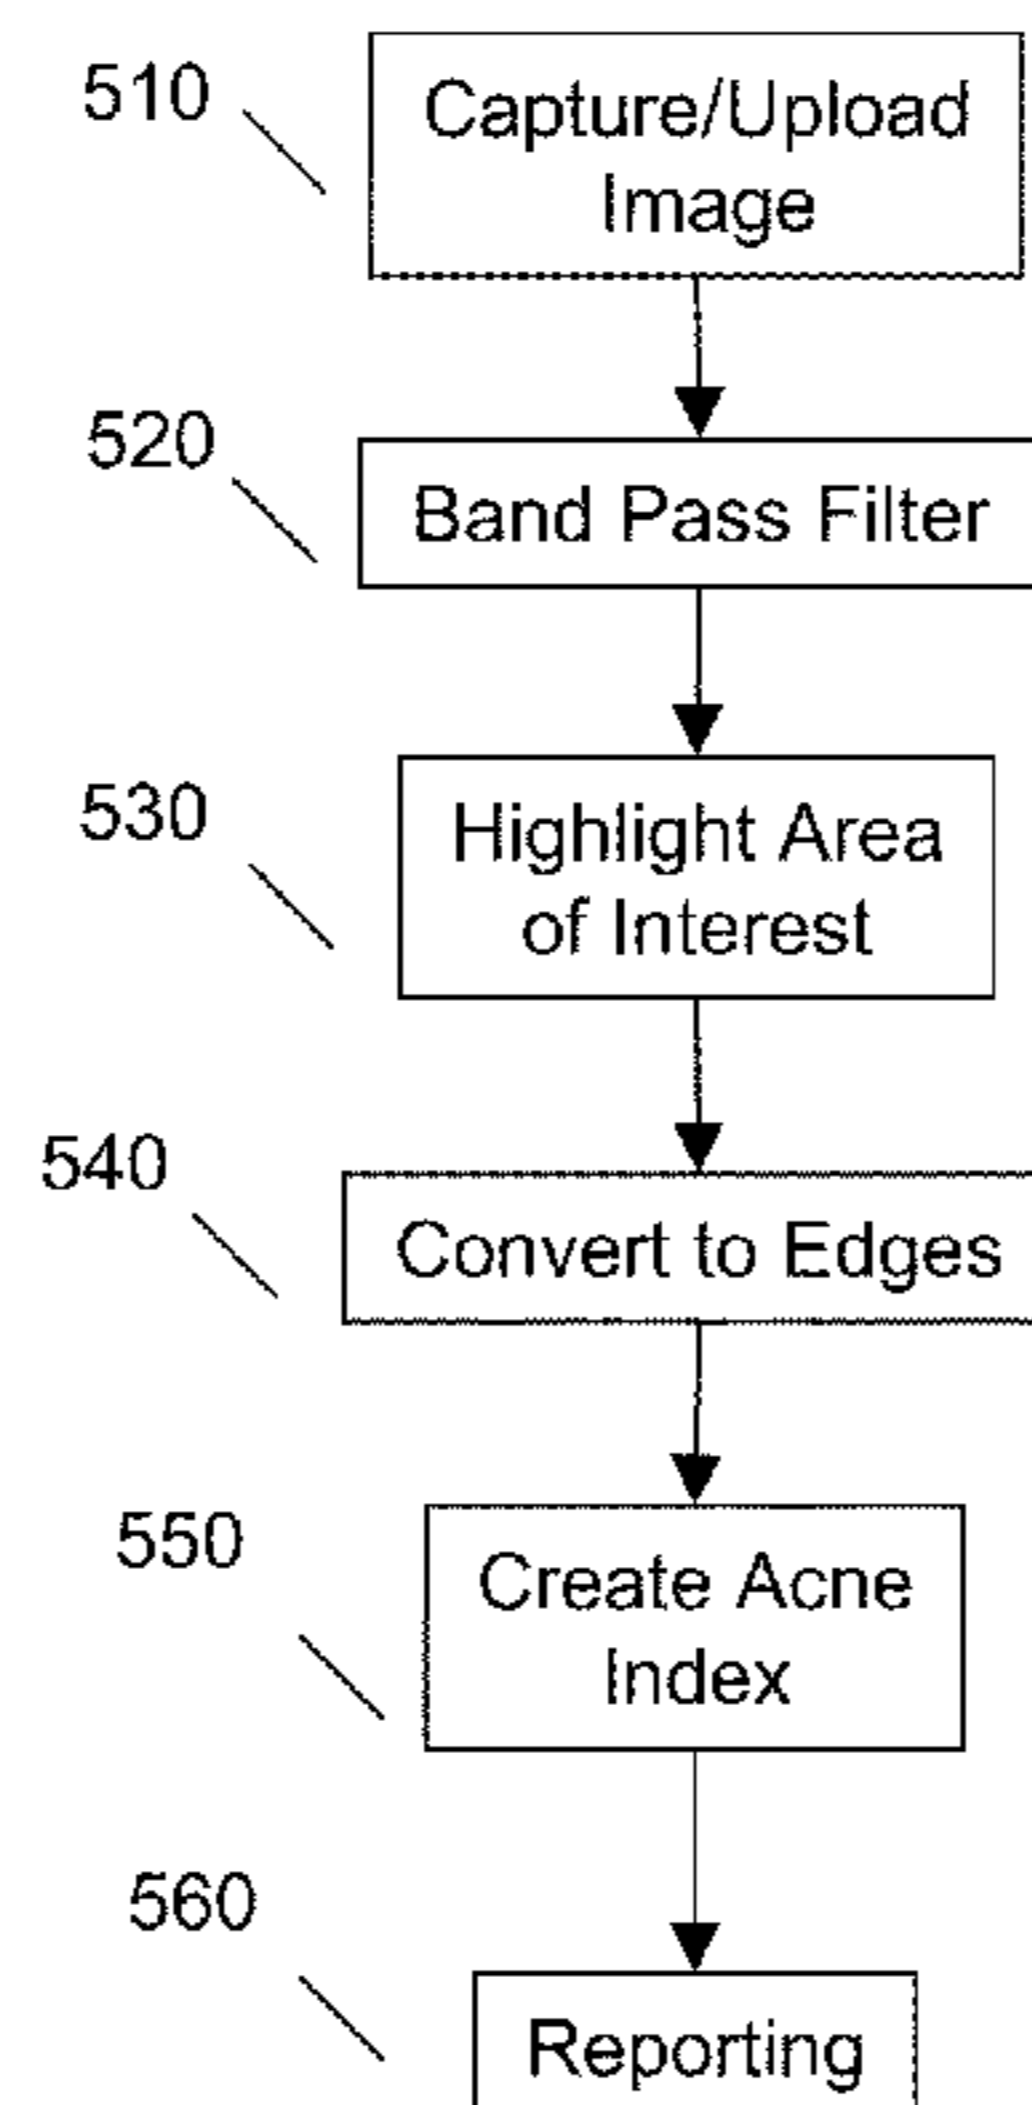 510
Capture/Upload
Image
520
Band Pass Filter
530
Highlight Area
of Interest
540
Convert to Edges
550
Create Acne
Index
560
Reporting